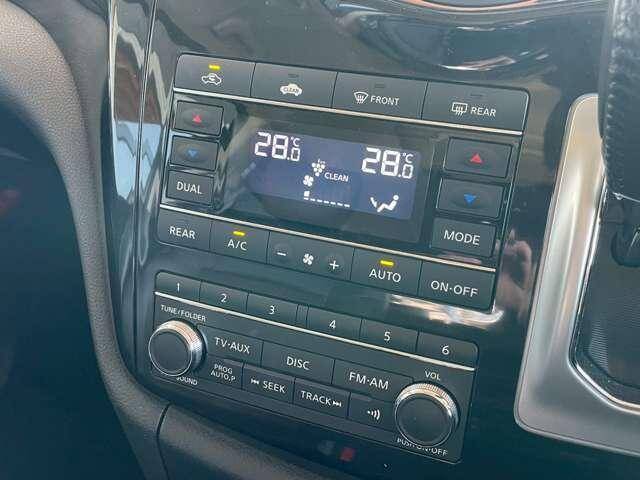 CLEAN
FRONT
REAR
28.0°C
CLEAN
28.0°C
DUAL
MODE
REAR
A/C
−
+
AUTO
ON·OFF
1
2
3
4
5
6
TUNE/FOLDER
TV·AUX
DISC
FM·AM
VOL
PROG
AUTO.P
SEEK
TRACK
SOUND
PUSH ON·OFF